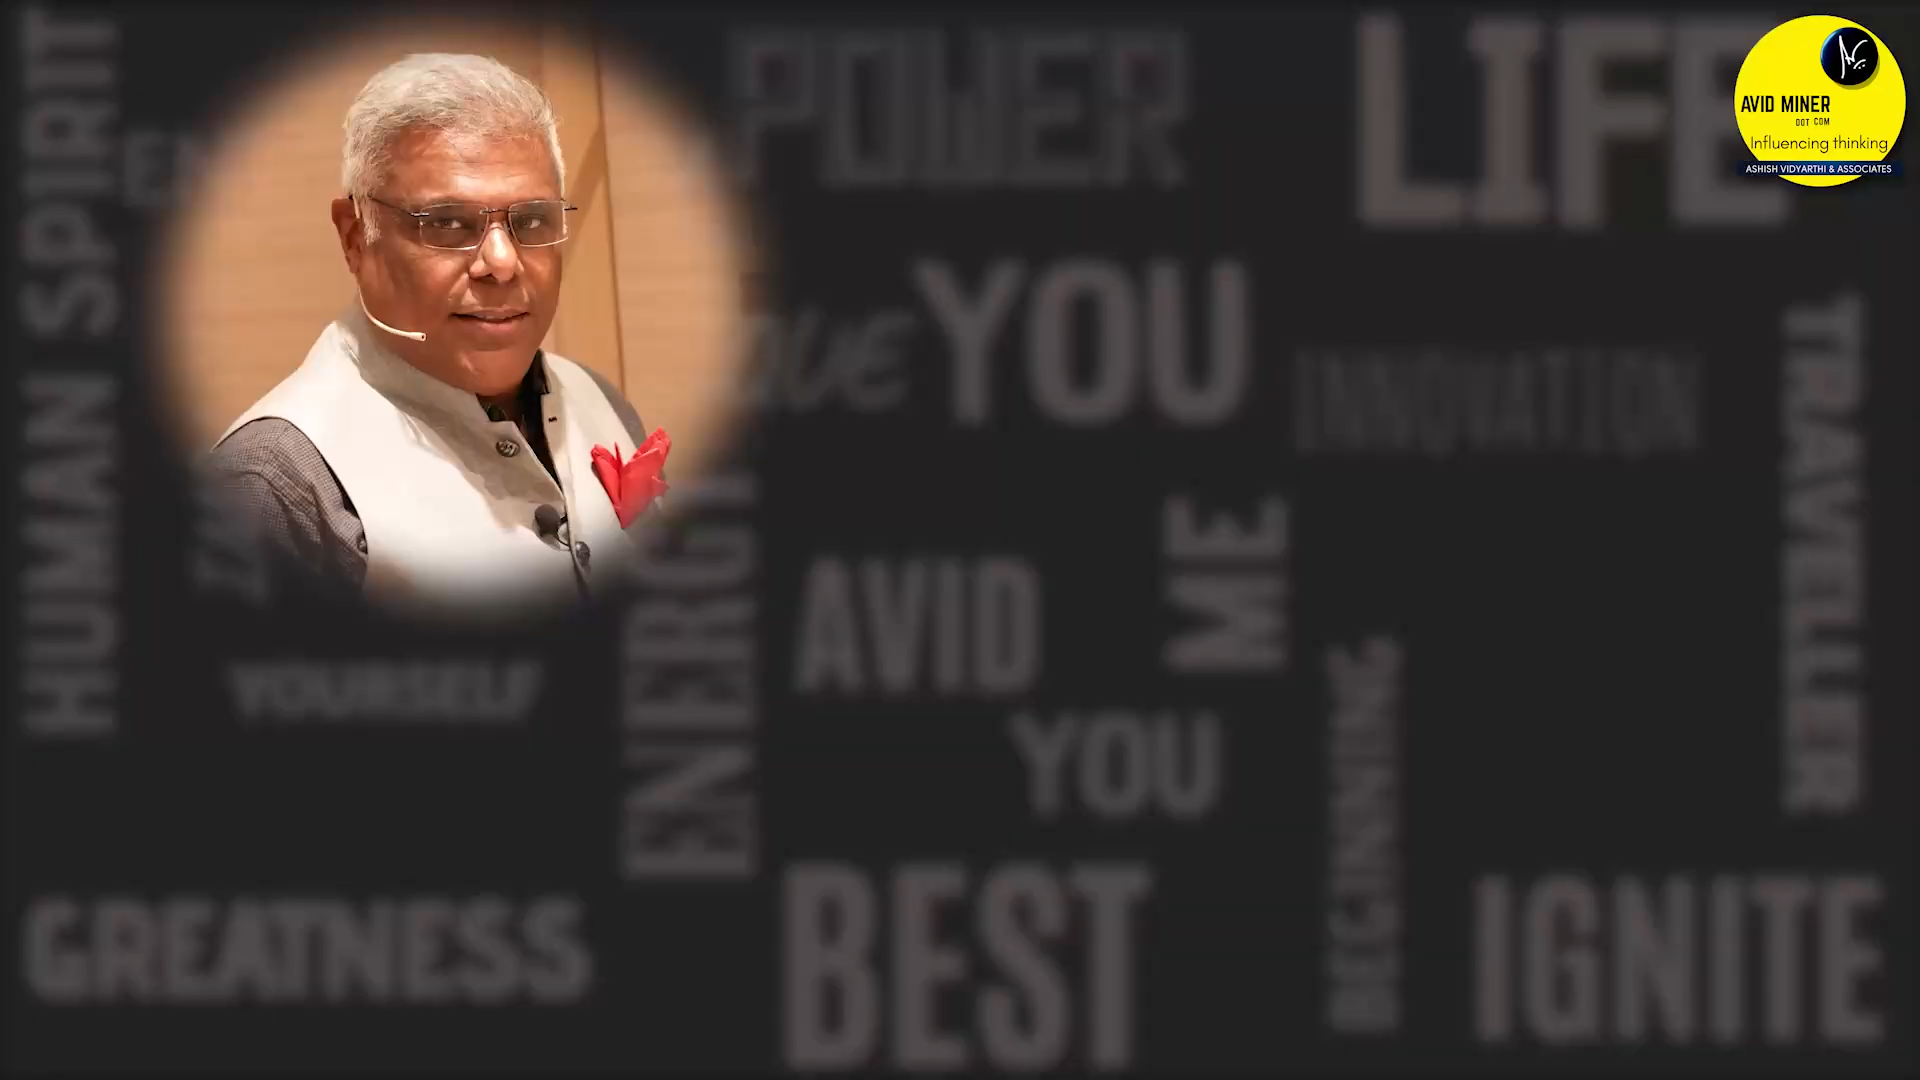 HUMAN SPIRIT
POWER
LIFE
AVID MINER
DOT COM
Influencing thinking
ASHISH VIDYARTHI & ASSOCIATES
YOU
INNOVATION
TRAVELLER
ENERGY
AVID
ME
YOURSELF
YOU
BEGINNING
GREATNESS
BEST
IGNITE